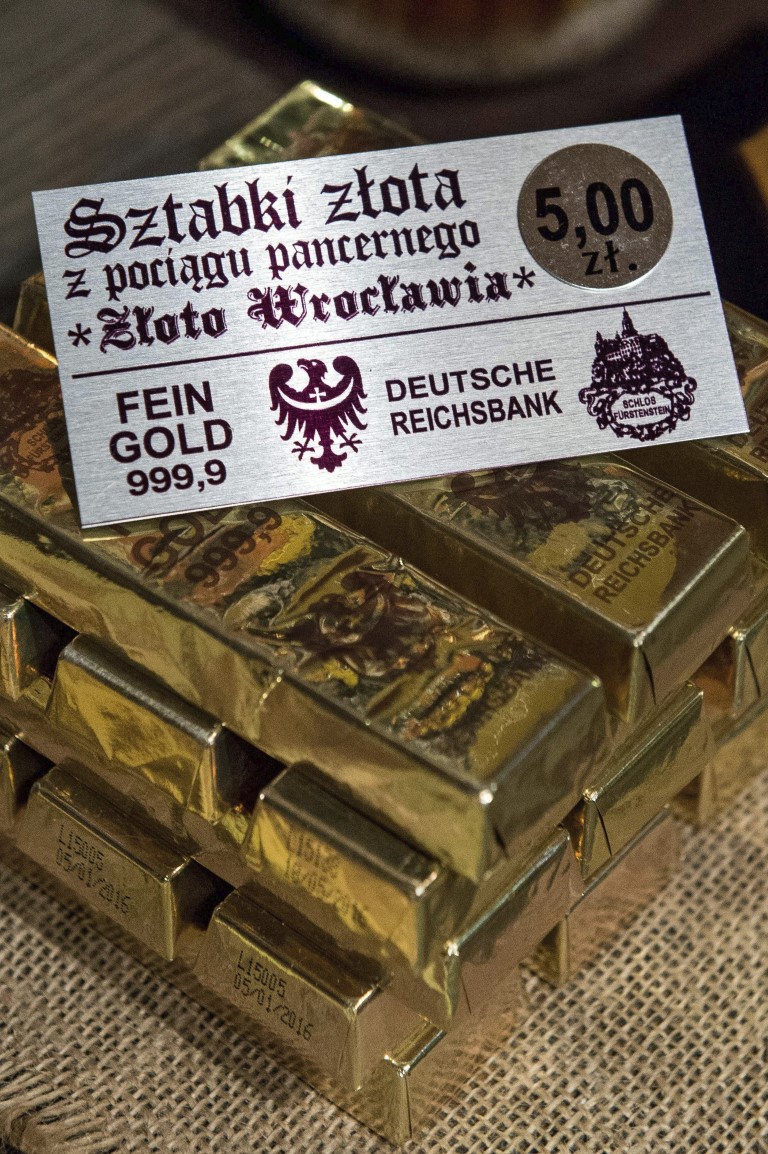 Sztabki złota
z pociągu pancernego
*Złoto Wrocławia*
5,00
zł.
FEIN
GOLD
999,9
DEUTSCHE
REICHSBANK
SCHLOS
FÜRSTENSTEIN
999,9
DEUTSCHE
REICHSBANK
L15005
05/01/2016
L15005
05/01/2016